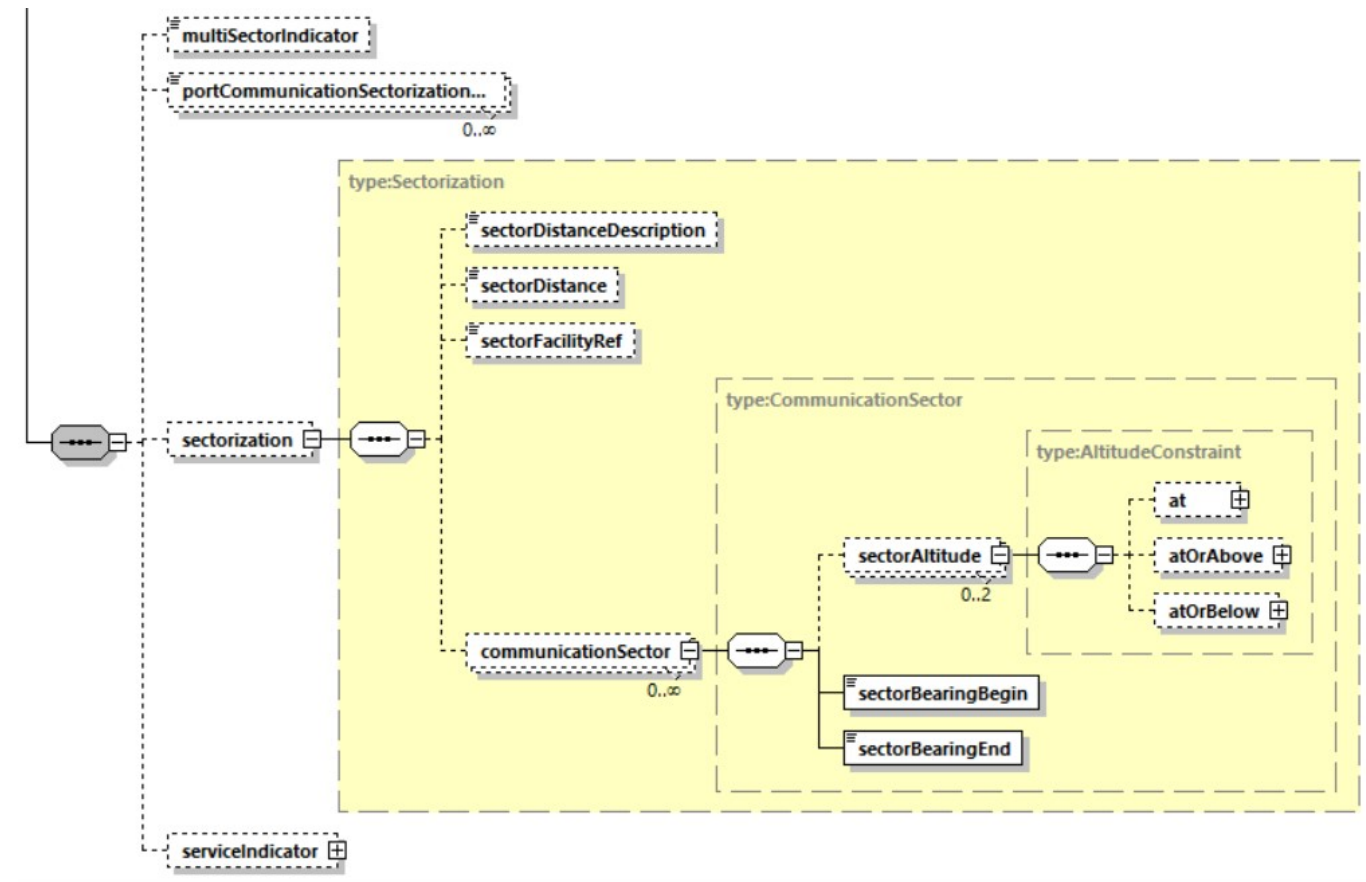 multiSectorIndicator
portCommunicationSectorization...
0..∞
type:Sectorization
sectorDistanceDescription
sectorDistance
sectorFacilityRef
type:CommunicationSector
sectorization
type:AltitudeConstraint
at
sectorAltitude
atOrAbove
0..2
atOrBelow
communicationSector
0..∞
sectorBearingBegin
sectorBearingEnd
serviceIndicator